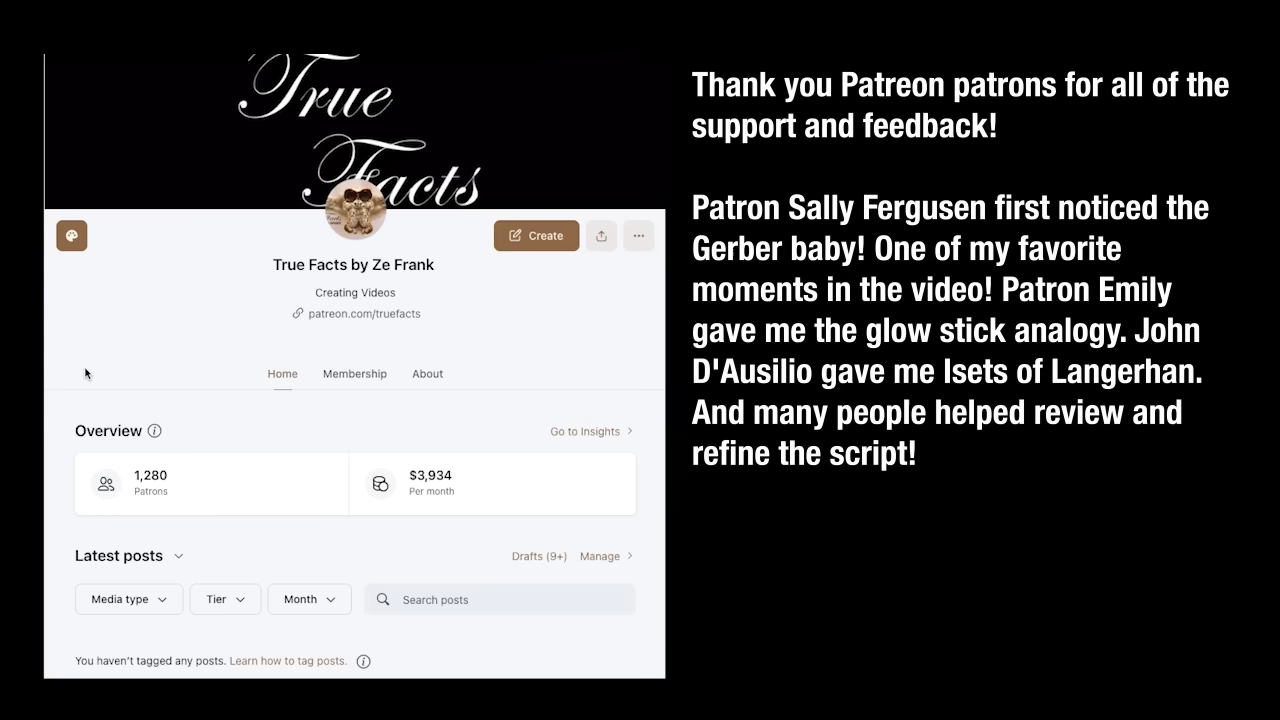 True
Facts
Create
True Facts by Ze Frank
Creating Videos
patreon.com/truefacts
Home Membership About
Overview
Go to Insights
1,280
Patrons
$3,934
Per month
Latest posts
Drafts (9+) Manage
Media type Tier Month Search posts
You haven't tagged any posts. Learn how to tag posts.
Thank you Patreon patrons for all of the
support and feedback!
Patron Sally Fergusen first noticed the
Gerber baby! One of my favorite
moments in the video! Patron Emily
gave me the glow stick analogy. John
D'Ausilio gave me Isets of Langerhan.
And many people helped review and
refine the script!